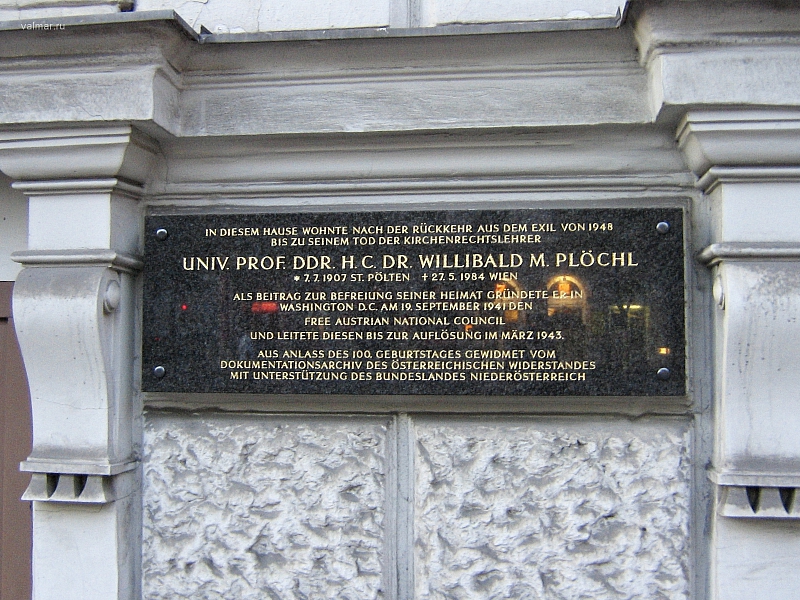 valmar.ru
IN DIESEM HAUSE WOHNTE NACH DER RÜCKKEHR AUS DEM EXIL VON 1948
BIS ZU SEINEM TOD DER KIRCHENRECHTSLEHRER
UNIV. PROF. DDR. H. C. DR. WILLIBALD M. PLÖCHL
* 7. 7. 1907 ST. PÖLTEN † 27. 5. 1984 WIEN
ALS BEITRAG ZUR BEFREIUNG SEINER HEIMAT GRÜNDETE ER IN
WASHINGTON D.C. AM 19. SEPTEMBER 1941 DEN
FREE AUSTRIAN NATIONAL COUNCIL
UND LEITETE DIESEN BIS ZUR AUFLÖSUNG IM MÄRZ 1943.
AUS ANLASS DES 100. GEBURTSTAGES GEWIDMET VOM
DOKUMENTATIONSARCHIV DES ÖSTERREICHISCHEN WIDERSTANDES
MIT UNTERSTÜTZUNG DES BUNDESLANDES NIEDERÖSTERREICH